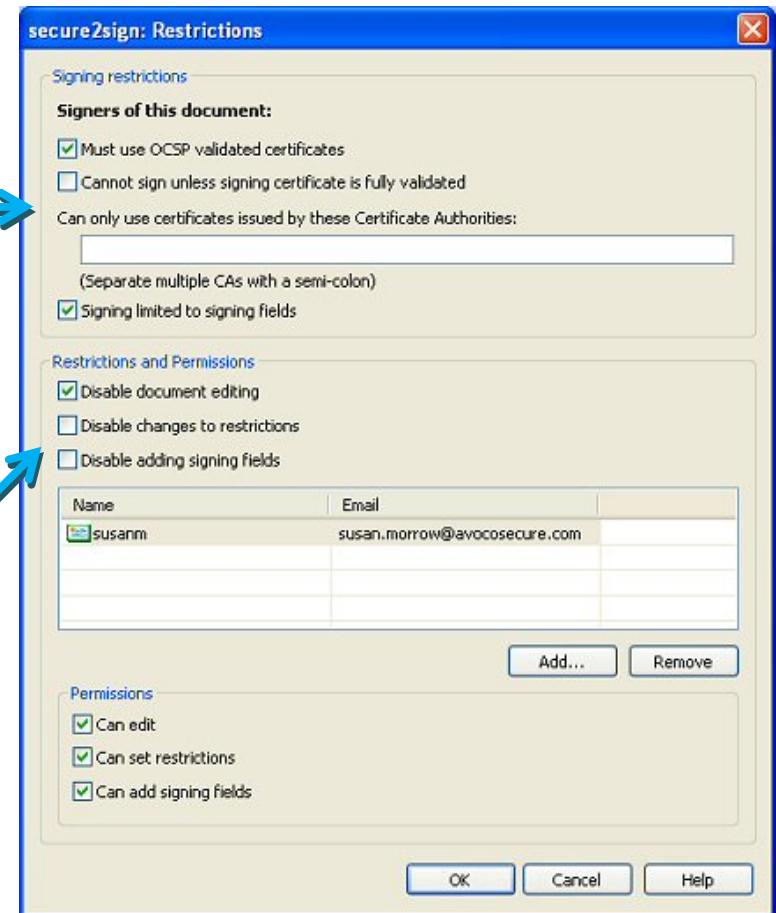 secure2sign: Restrictions
Signing restrictions
Signers of this document:
Must use OCSP validated certificates
Cannot sign unless signing certificate is fully validated
Can only use certificates issued by these Certificate Authorities:
(Separate multiple CAs with a semi-colon)
Signing limited to signing fields
Restrictions and Permissions
Disable document editing
Disable changes to restrictions
Disable adding signing fields
Name Email
susanm susan.morrow@avocosecure.com
Add... Remove
Permissions
Can edit
Can set restrictions
Can add signing fields
OK Cancel Help